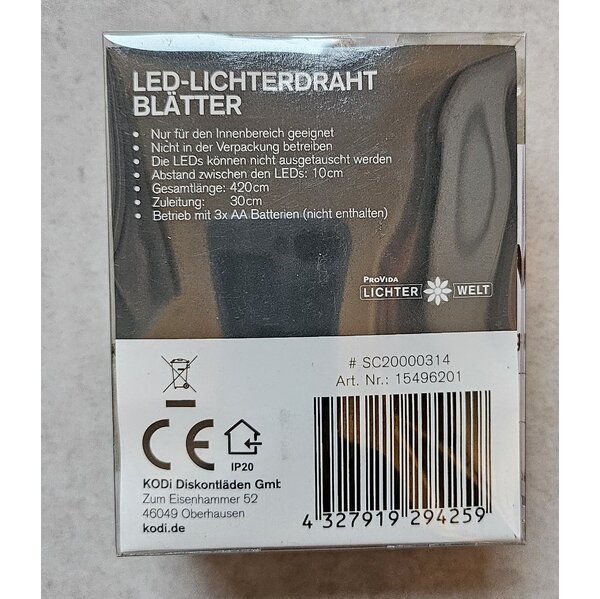 LED-LICHTERDRAHT
BLÄTTER
• Nur für den Innenbereich geeignet
• Nicht in der Verpackung betreiben
• Die LEDs können nicht ausgetauscht werden
• Abstand zwischen den LEDs: 10cm
• Gesamtlänge: 420cm
• Zuleitung: 30cm
• Betrieb mit 3x AA Batterien (nicht enthalten)
PROVIDA
LICHTER WELT
# SC20000314
Art. Nr.: 15496201
CE
IP20
KODi Diskontläden GmbH
Zum Eisenhammer 52
46049 Oberhausen
kodi.de
4 327919 294259